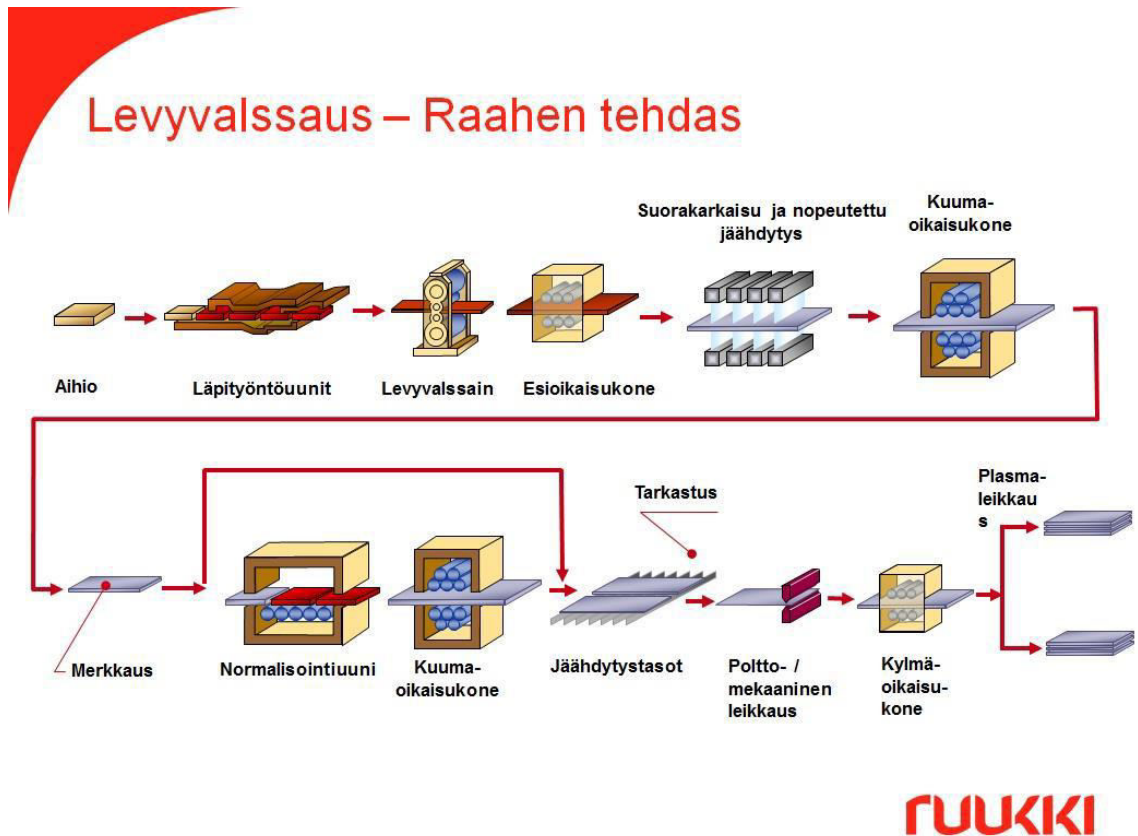 Levyvalssaus – Raahen tehdas
Suorakarkaisu ja nopeutettu
jäähdytys
Kuuma-
oikaisukone
Aihio
Läpityöntöuunit
Levyvalssain
Esioikaisukone
Tarkastus
Plasma-
leikkau
s
Merkkaus
Normalisointiuuni
Kuuma-
oikaisukone
Jäähdytystasot
Poltto- /
mekaaninen
leikkaus
Kylmä-
oikaisu-
kone
RUUKKI